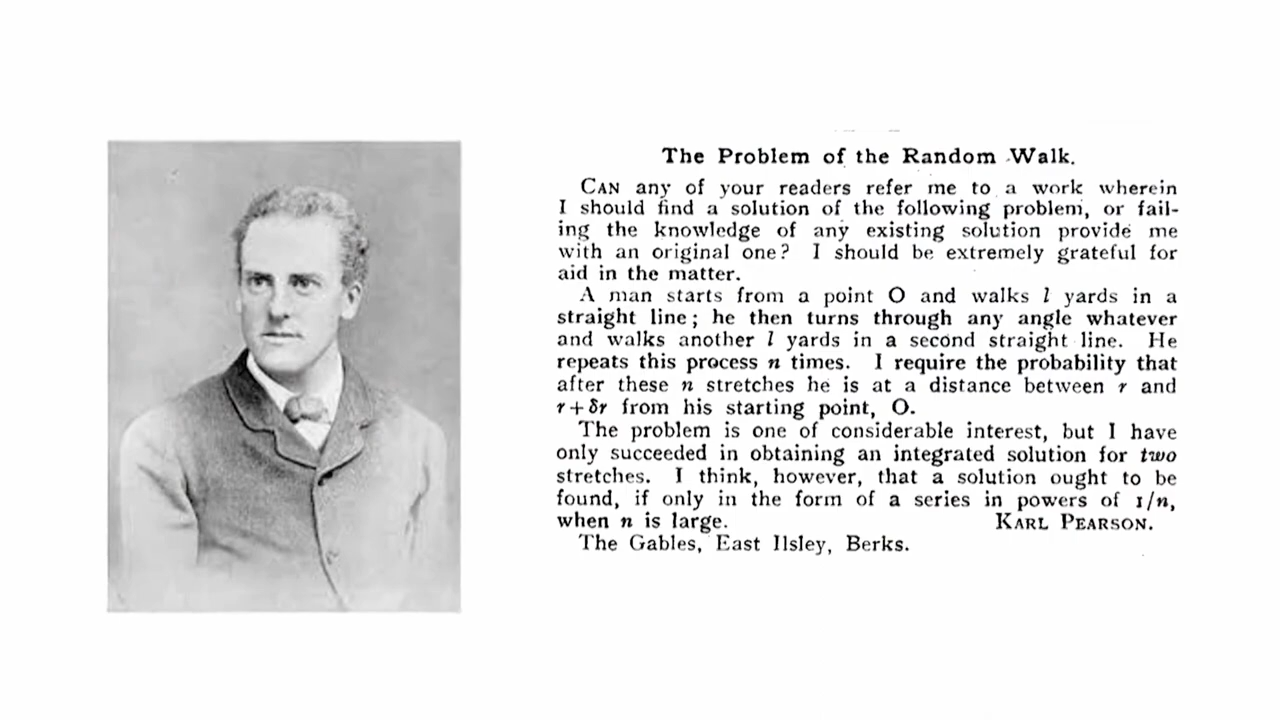 The Problem of the Random Walk.
CAN any of your readers refer me to a work wherein
I should find a solution of the following problem, or fail-
ing the knowledge of any existing solution provide me
with an original one? I should be extremely grateful for
aid in the matter.
A man starts from a point O and walks l yards in a
straight line; he then turns through any angle whatever
and walks another l yards in a second straight line. He
repeats this process n times. I require the probability that
after these n stretches he is at a distance between r and
r+δr from his starting point, O.
The problem is one of considerable interest, but I have
only succeeded in obtaining an integrated solution for two
stretches. I think, however, that a solution ought to be
found, if only in the form of a series in powers of 1/n,
when n is large. KARL PEARSON.
The Gables, East Ilsley, Berks.